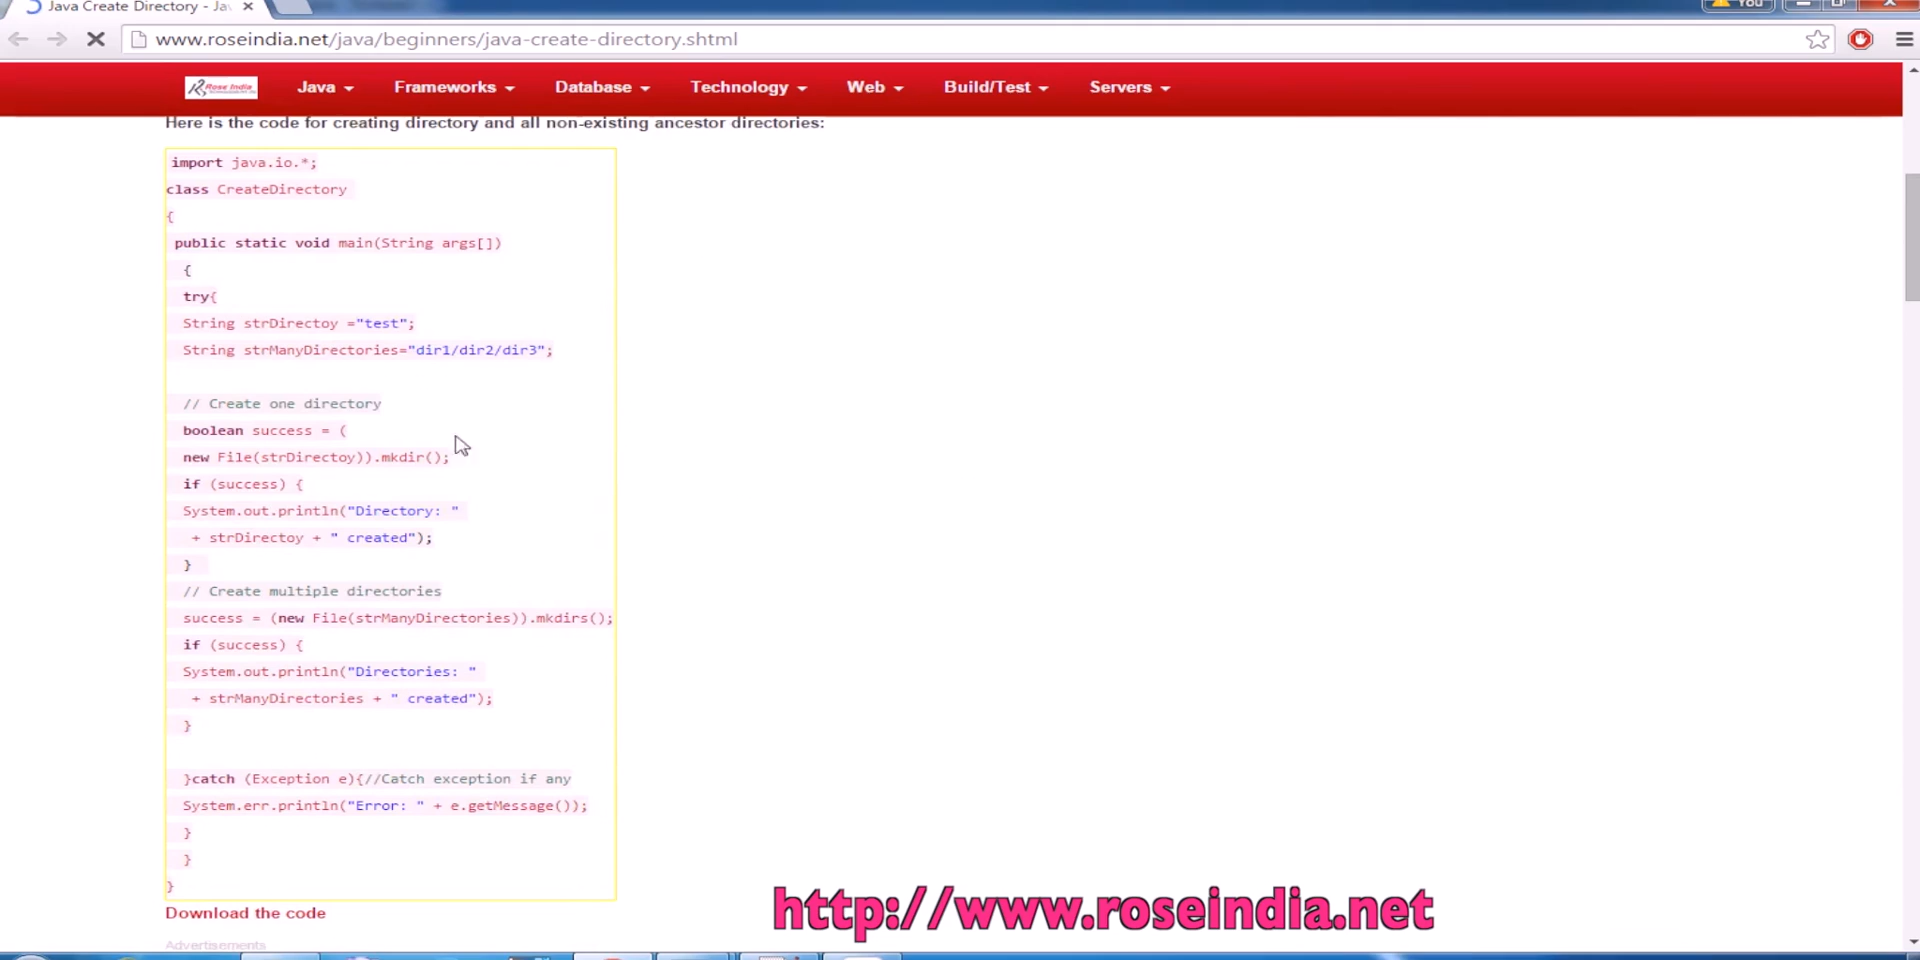 Java Create Directory - Jav
You
www.roseindia.net/java/beginners/java-create-directory.shtml
Rose India
Java Frameworks Database Technology Web Build/Test Servers
Here is the code for creating directory and all non-existing ancestor directories:
import java.io.*;
class CreateDirectory
{
public static void main(String args[])
{
try{
String strDirectoy ="test";
String strManyDirectories="dir1/dir2/dir3";
// Create one directory
boolean success = (
new File(strDirectoy)).mkdir();
if (success) {
System.out.println("Directory: "
+ strDirectoy + " created");
}
// Create multiple directories
success = (new File(strManyDirectories)).mkdirs();
if (success) {
System.out.println("Directories: "
+ strManyDirectories + " created");
}
}catch (Exception e){//Catch exception if any
System.err.println("Error: " + e.getMessage());
}
}
}
Download the code
Advertisements
http://www.roseindia.net